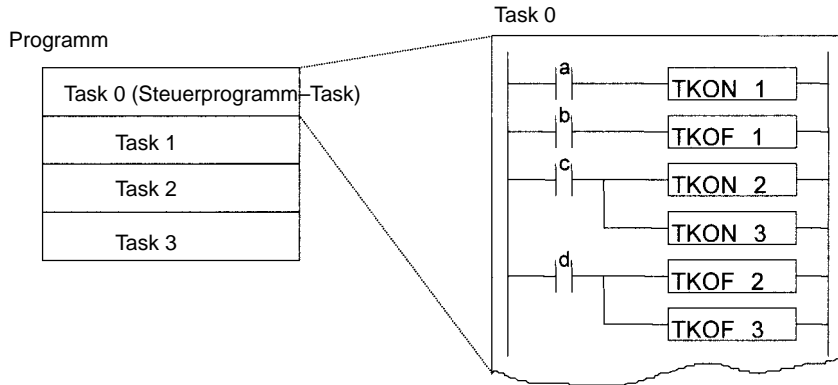 Programm
Task 0 (Steuerprogramm–Task)
Task 1
Task 2
Task 3
Task 0
a
TKON 1
b
TKOF 1
c
TKON 2
TKON 3
d
TKOF 2
TKOF 3